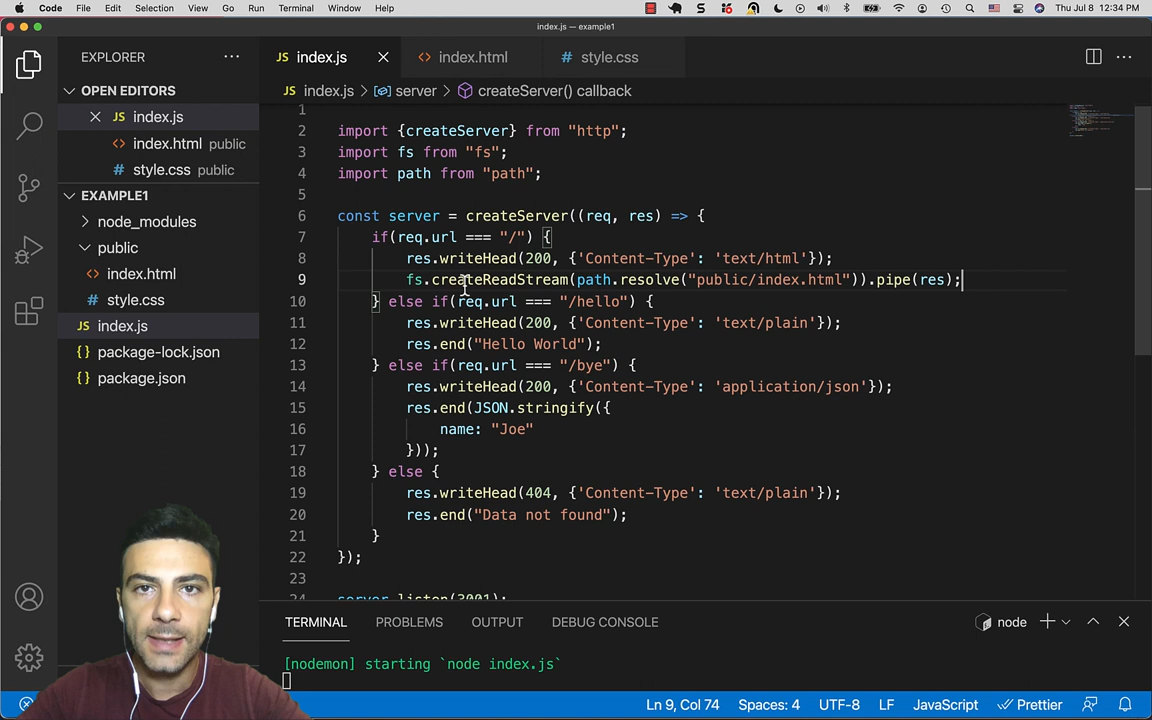 Code File Edit Selection View Go Run Terminal Window Help Thu Jul 8 12:34 PM
index.js — example1
EXPLORER
JS index.js
<> index.html
# style.css
JS index.js > server > createServer() callback
OPEN EDITORS
JS index.js
<> index.html public
# style.css public
EXAMPLE1
node_modules
public
<> index.html
# style.css
JS index.js
{} package-lock.json
{} package.json
1
2 import {createServer} from "http";
3 import fs from "fs";
4 import path from "path";
5
6 const server = createServer((req, res) => {
7 if(req.url === "/") {
8 res.writeHead(200, {'Content-Type': 'text/html'});
9 fs.createReadStream(path.resolve("public/index.html")).pipe(res);
10 } else if(req.url === "/hello") {
11 res.writeHead(200, {'Content-Type': 'text/plain'});
12 res.end("Hello World");
13 } else if(req.url === "/bye") {
14 res.writeHead(200, {'Content-Type': 'application/json'});
15 res.end(JSON.stringify({
16 name: "Joe"
17 }));
18 } else {
19 res.writeHead(404, {'Content-Type': 'text/plain'});
20 res.end("Data not found");
21 }
22 });
23
24 server.listen(3001);
TERMINAL PROBLEMS OUTPUT DEBUG CONSOLE node
[nodemon] starting `node index.js`
Ln 9, Col 74 Spaces: 4 UTF-8 LF JavaScript Prettier